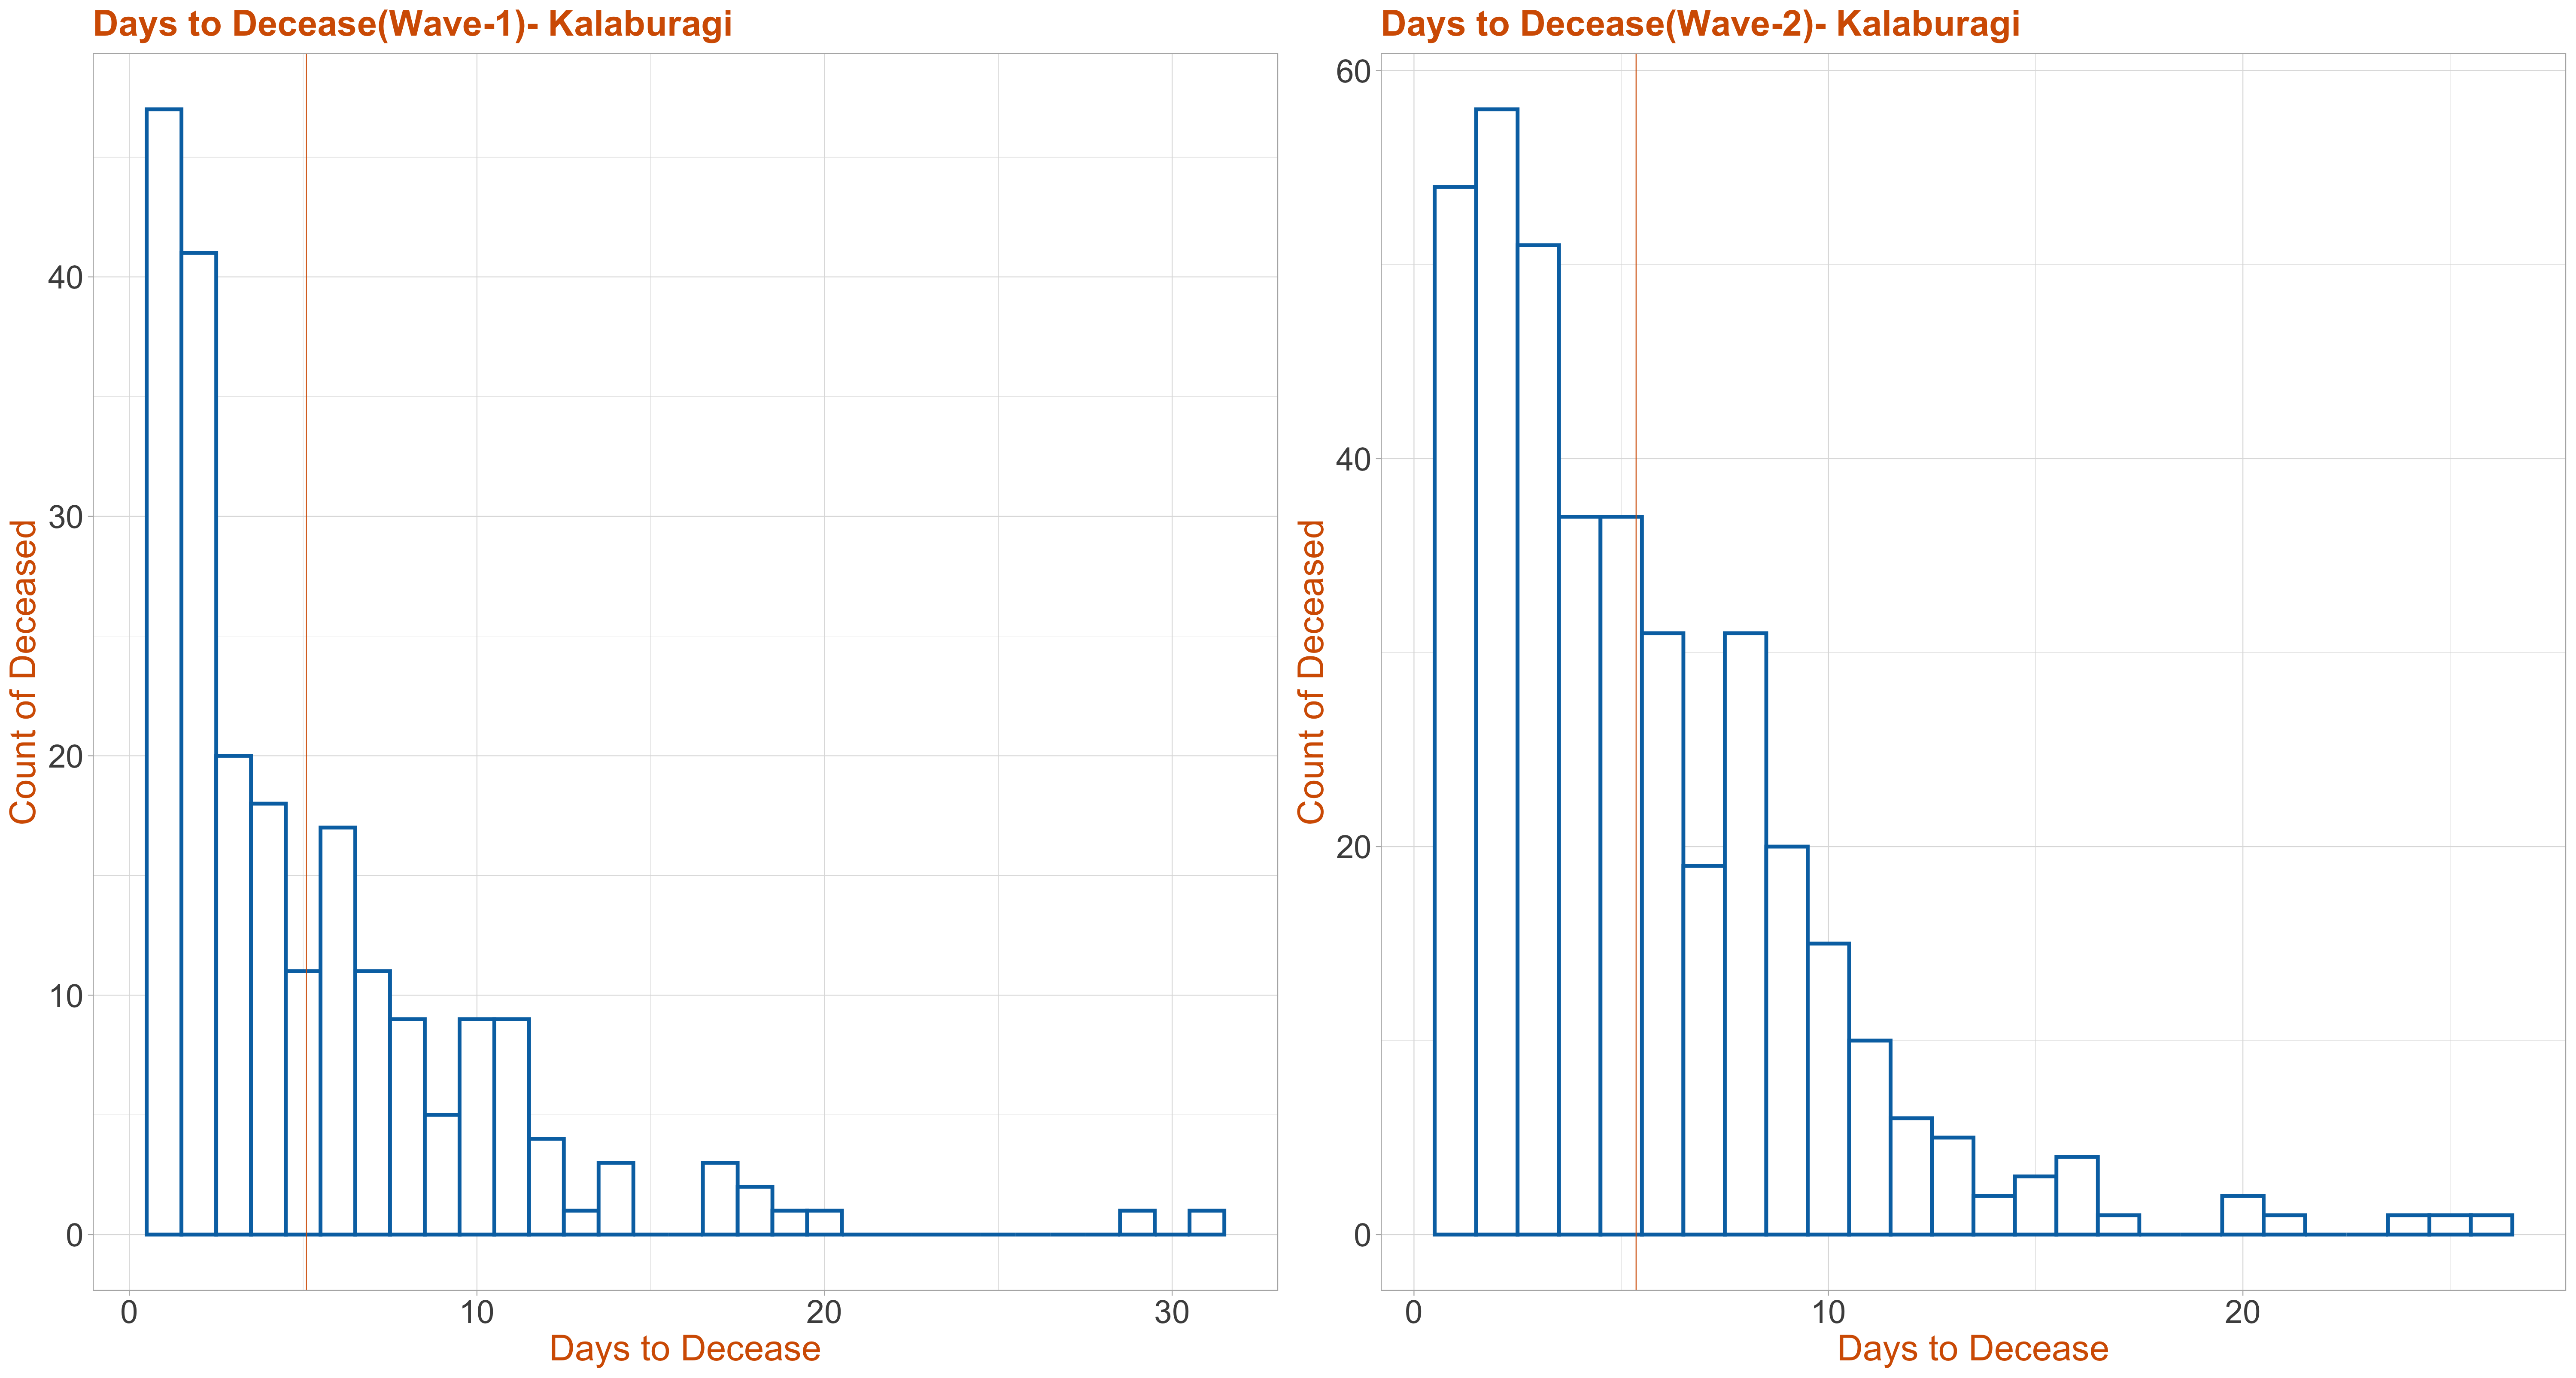 Days to Decease(Wave-1)- Kalaburagi
Count of Deceased
40
30
20
10
0
0 10 20 30
Days to Decease
Days to Decease(Wave-2)- Kalaburagi
Count of Deceased
60
40
20
0
0 10 20
Days to Decease